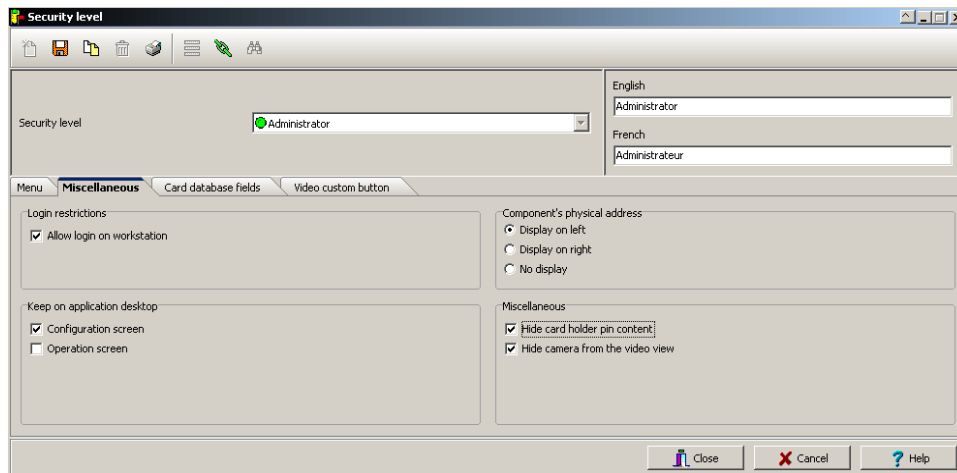 Security level
English
Administrator
Security level
Administrator
French
Administrateur
Menu
Miscellaneous
Card database fields
Video custom button
Login restrictions
Allow login on workstation
Component's physical address
Display on left
Display on right
No display
Keep on application desktop
Configuration screen
Operation screen
Miscellaneous
Hide card holder pin content
Hide camera from the video view
Close
Cancel
Help